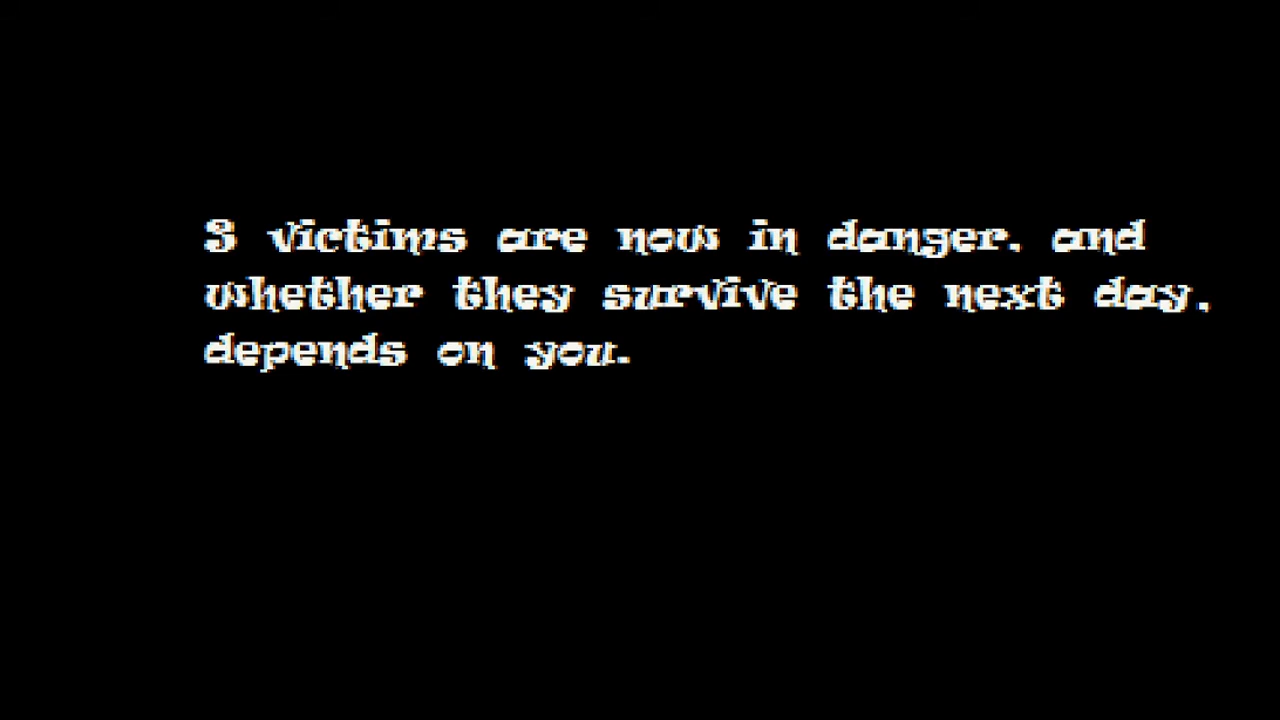 3 victims are now in danger, and
whether they survive the next day,
depends on you.